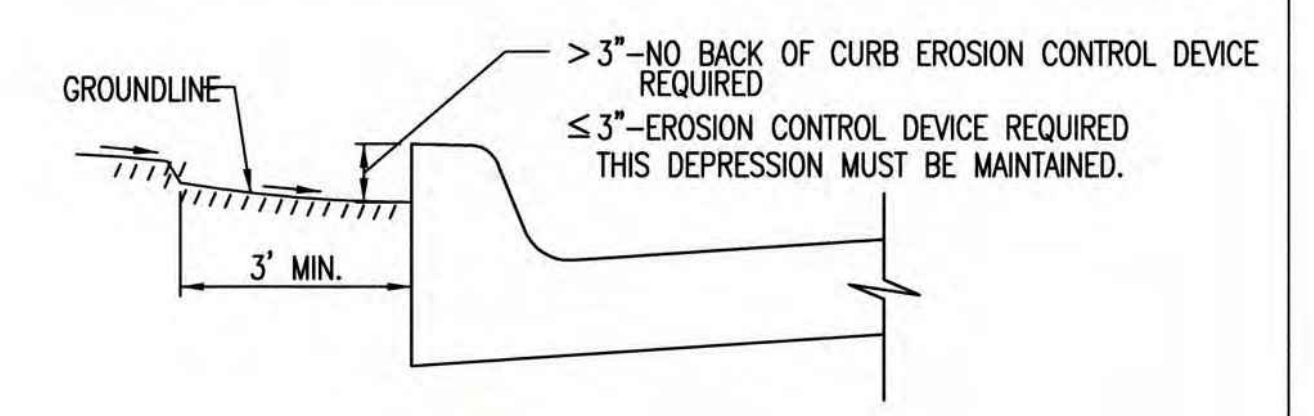 >3"-NO BACK OF CURB EROSION CONTROL DEVICE
REQUIRED
GROUNDLINE
≤3"-EROSION CONTROL DEVICE REQUIRED
THIS DEPRESSION MUST BE MAINTAINED.
3' MIN.